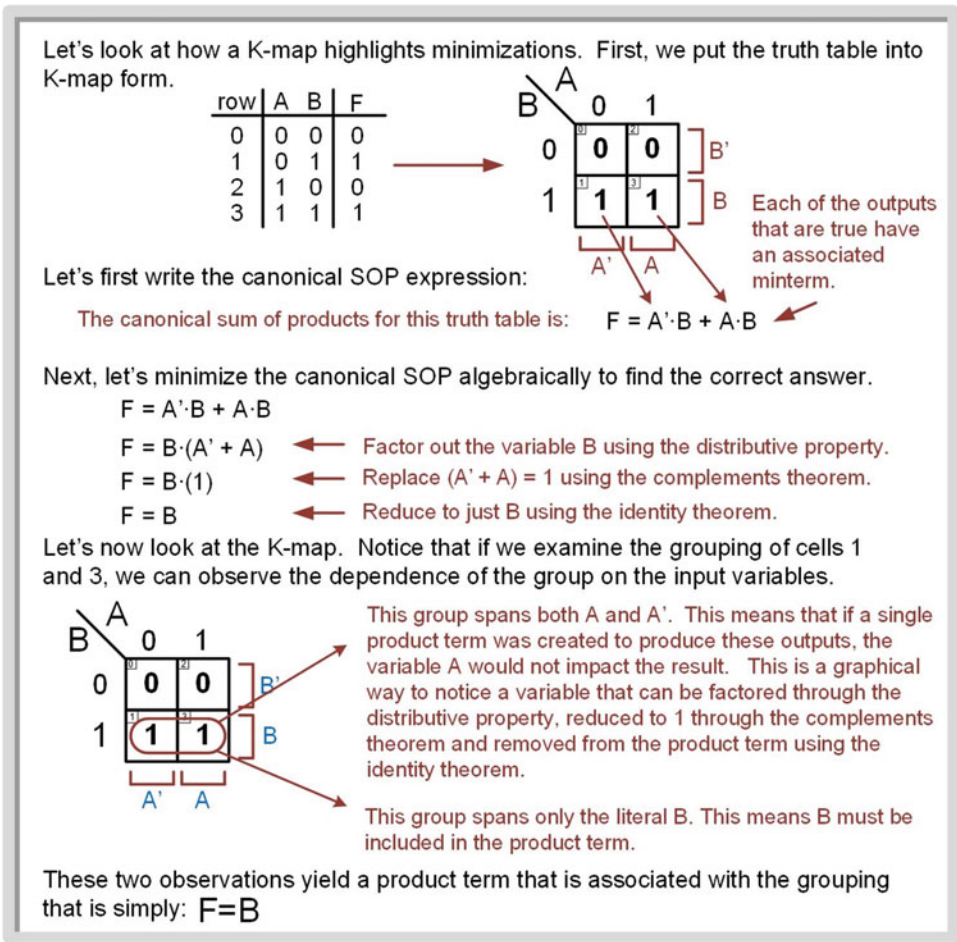 Let's look at how a K-map highlights minimizations. First, we put the truth table into
K-map form.
row A B F
0 0 0 0
1 0 1 1
2 1 0 0
3 1 1 1
A
B 0 1
0 0 0 2 0 B'
1 1 1 3 1 B
A' A
Each of the outputs
that are true have
an associated
minterm.
Let's first write the canonical SOP expression:
The canonical sum of products for this truth table is: F = A'·B + A·B
Next, let's minimize the canonical SOP algebraically to find the correct answer.
F = A'·B + A·B
F = B·(A' + A) Factor out the variable B using the distributive property.
F = B·(1) Replace (A' + A) = 1 using the complements theorem.
F = B Reduce to just B using the identity theorem.
Let's now look at the K-map. Notice that if we examine the grouping of cells 1
and 3, we can observe the dependence of the group on the input variables.
A
B 0 1
0 0 0 2 0 B'
1 1 1 3 1 B
A' A
This group spans both A and A'. This means that if a single
product term was created to produce these outputs, the
variable A would not impact the result. This is a graphical
way to notice a variable that can be factored through the
distributive property, reduced to 1 through the complements
theorem and removed from the product term using the
identity theorem.
This group spans only the literal B. This means B must be
included in the product term.
These two observations yield a product term that is associated with the grouping
that is simply: F=B